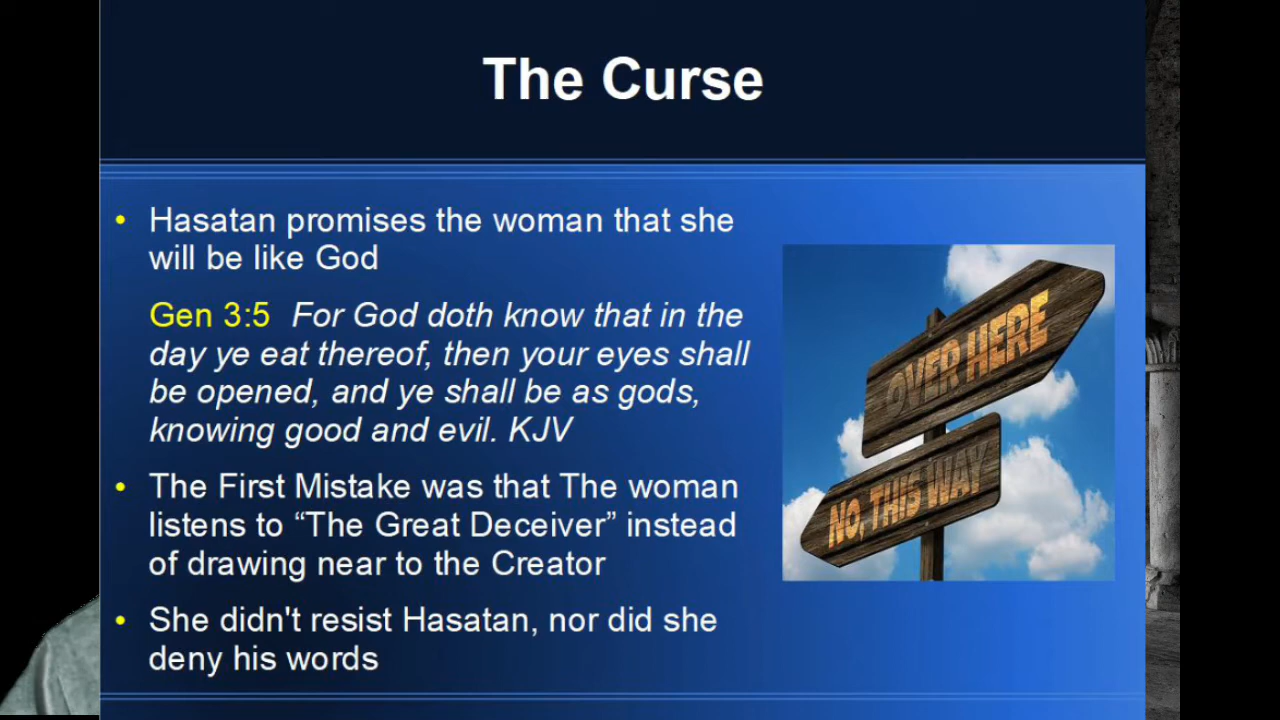 The Curse
• Hasatan promises the woman that she
will be like God
Gen 3:5 For God doth know that in the
day ye eat thereof, then your eyes shall
be opened, and ye shall be as gods,
knowing good and evil. KJV
• The First Mistake was that The woman
listens to “The Great Deceiver” instead
of drawing near to the Creator
• She didn't resist Hasatan, nor did she
deny his words
OVER HERE
NO, THIS WAY